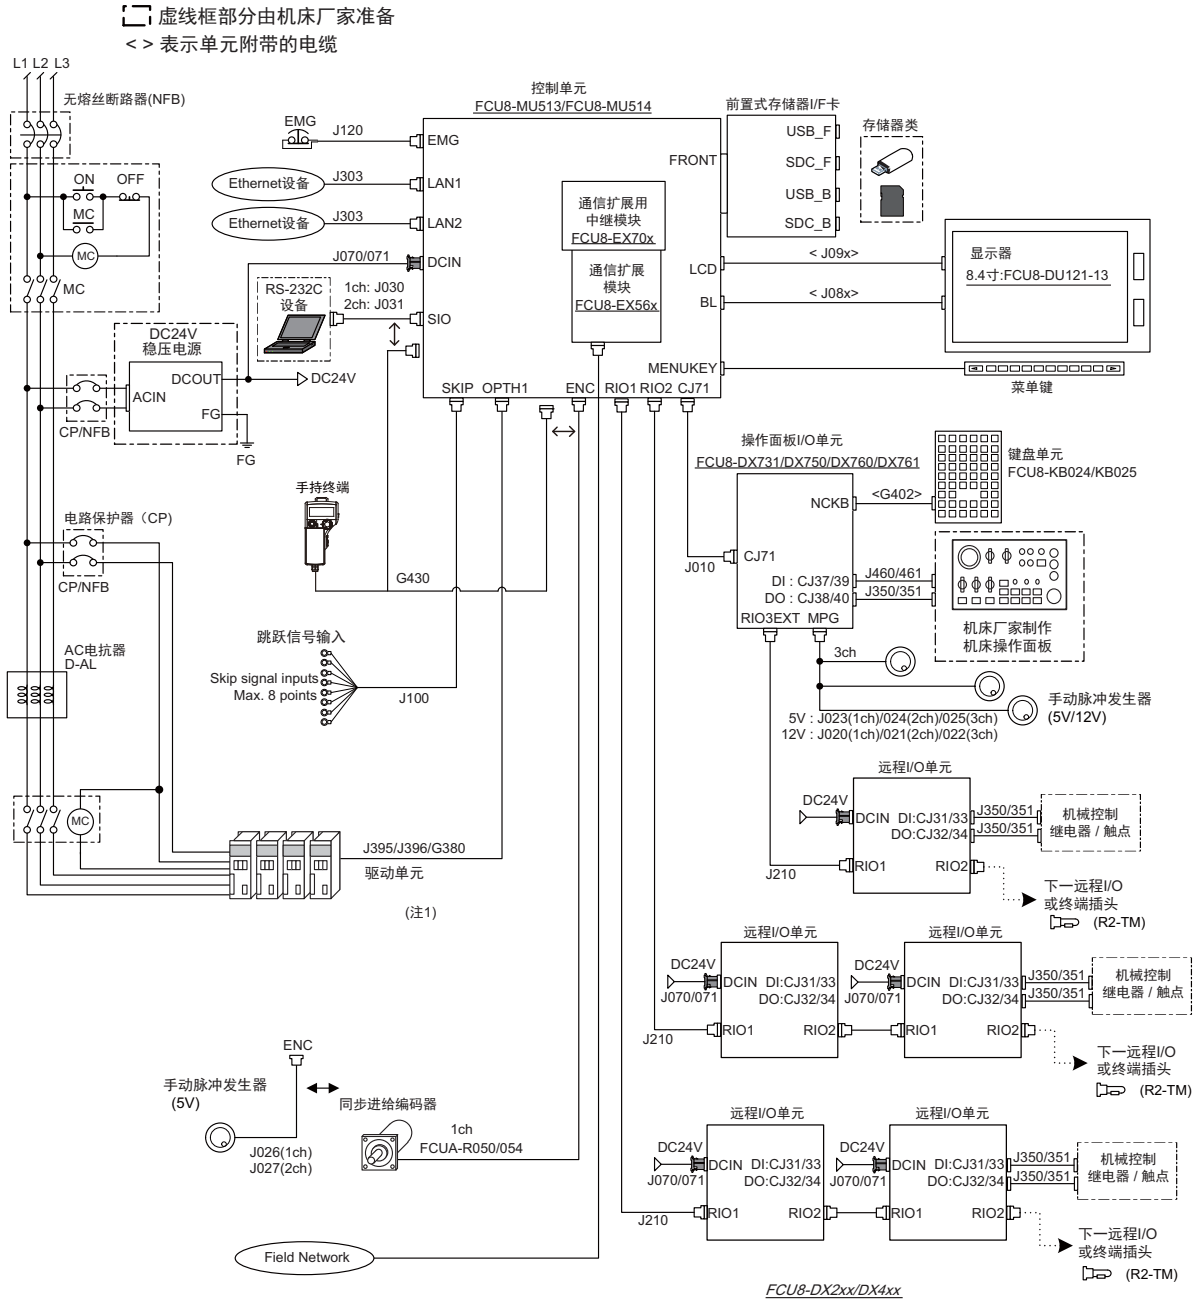 虚线框部分由机床厂家准备
< > 表示单元附带的电缆
L1 L2 L3
无熔丝断路器(NFB)
ON OFF
MC
MC
MC
DC24V
稳压电源
DCOUT
DC24V
ACIN
FG
FG
CP/NFB
电路保护器（CP)
CP/NFB
AC电抗器
D-AL
MC
控制单元
FCU8-MU513/FCU8-MU514
EMG
J120
EMG
Ethernet设备
J303
LAN1
Ethernet设备
J303
LAN2
J070/071
DCIN
RS-232C
设备
1ch: J030
2ch: J031
SIO
FRONT
通信扩展用
中继模块
FCU8-EX70x
通信扩展
模块
FCU8-EX56x
LCD
BL
MENUKEY
SKIP OPTH1 ENC RIO1 RIO2 CJ71
前置式存储器I/F卡
USB_F
SDC_F
USB_B
SDC_B
存储器类
< J09x>
< J08x>
显示器
8.4寸:FCU8-DU121-13
菜单键
操作面板I/O单元
FCU8-DX731/DX750/DX760/DX761
NCKB
<G402>
键盘单元
FCU8-KB024/KB025
J010
CJ71
DI : CJ37/39
DO : CJ38/40
J460/461
J350/351
RIO3EXT MPG
机床厂家制作
机床操作面板
3ch
手动脉冲发生器
(5V/12V)
5V : J023(1ch)/024(2ch)/025(3ch)
12V : J020(1ch)/021(2ch)/022(3ch)
手持终端
G430
跳跃信号输入
Skip signal inputs
Max. 8 points
J100
J395/J396/G380
驱动单元
(注1)
远程I/O单元
DC24V
DCIN DI:CJ31/33
DO:CJ32/34
J350/351
J350/351
机械控制
继电器 / 触点
J210
RIO1
RIO2
下一远程I/O
或终端插头
(R2-TM)
远程I/O单元
远程I/O单元
DC24V
J070/071
DCIN DI:CJ31/33
DO:CJ32/34
DC24V
J070/071
DCIN DI:CJ31/33
DO:CJ32/34
J350/351
J350/351
机械控制
继电器 / 触点
J210
RIO1
RIO2
RIO1
RIO2
下一远程I/O
或终端插头
(R2-TM)
ENC
手动脉冲发生器
(5V)
J026(1ch)
J027(2ch)
同步进给编码器
1ch
FCUA-R050/054
远程I/O单元
远程I/O单元
DC24V
J070/071
DCIN DI:CJ31/33
DO:CJ32/34
DC24V
J070/071
DCIN DI:CJ31/33
DO:CJ32/34
J350/351
J350/351
机械控制
继电器 / 触点
J210
RIO1
RIO2
RIO1
RIO2
下一远程I/O
或终端插头
(R2-TM)
Field Network
FCU8-DX2xx/DX4xx